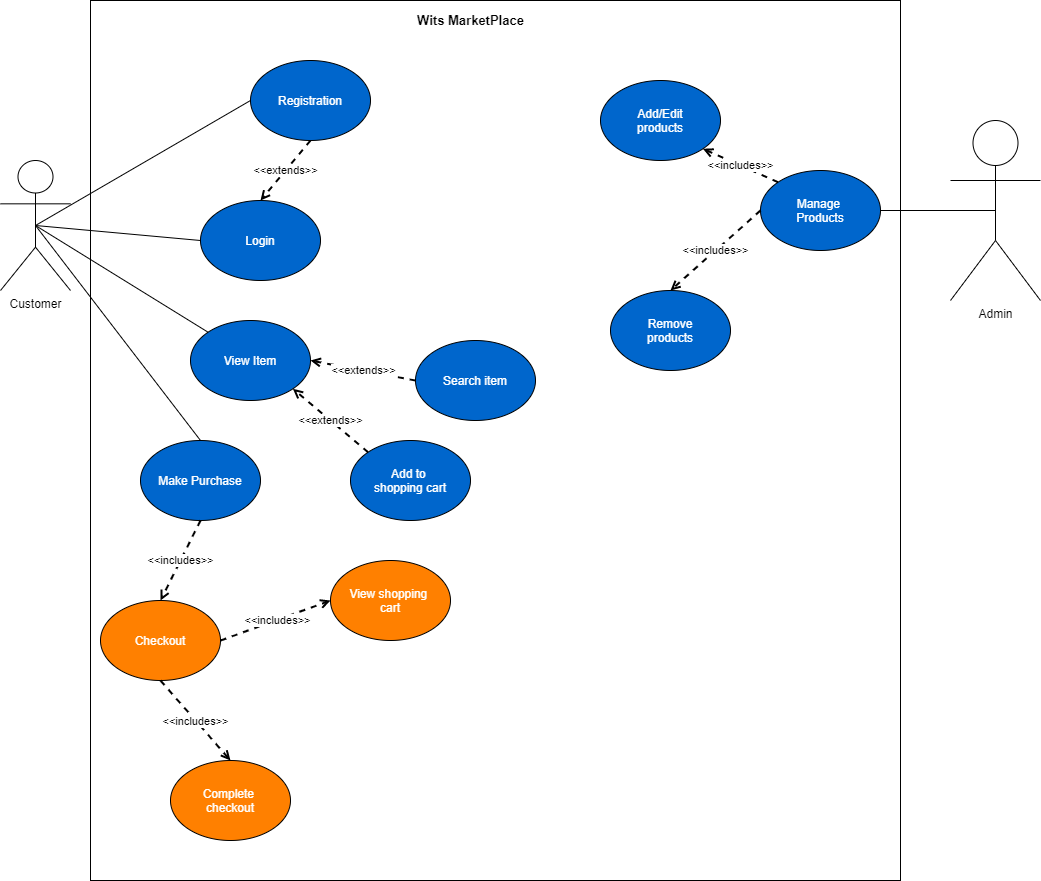 Wits MarketPlace
Registration
<<extends>>
Login
Customer
View Item
<<extends>>
Search item
<<extends>>
Add to
shopping cart
Make Purchase
<<includes>>
Checkout
<<includes>>
View shopping
cart
<<includes>>
Complete
checkout
Add/Edit
products
<<includes>>
Manage
Products
<<includes>>
Remove
products
Admin